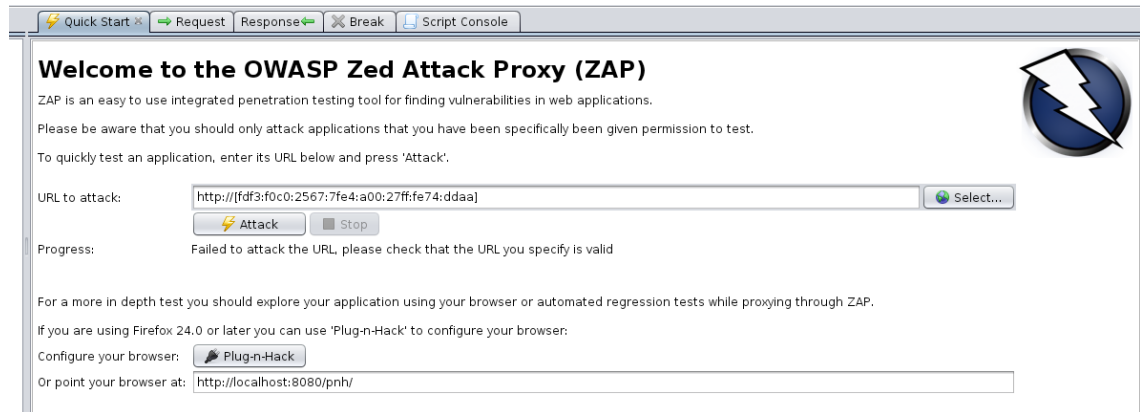 Quick Start
Request
Response
Break
Script Console
Welcome to the OWASP Zed Attack Proxy (ZAP)
ZAP is an easy to use integrated penetration testing tool for finding vulnerabilities in web applications.
Please be aware that you should only attack applications that you have been specifically been given permission to test.
To quickly test an application, enter its URL below and press 'Attack'.
URL to attack: http://[fdf3:f0c0:2567:7fe4:a00:27ff:fe74:ddaa] Select...
Attack Stop
Progress: Failed to attack the URL, please check that the URL you specify is valid
For a more in depth test you should explore your application using your browser or automated regression tests while proxying through ZAP.
If you are using Firefox 24.0 or later you can use 'Plug-n-Hack' to configure your browser:
Configure your browser: Plug-n-Hack
Or point your browser at: http://localhost:8080/pnh/